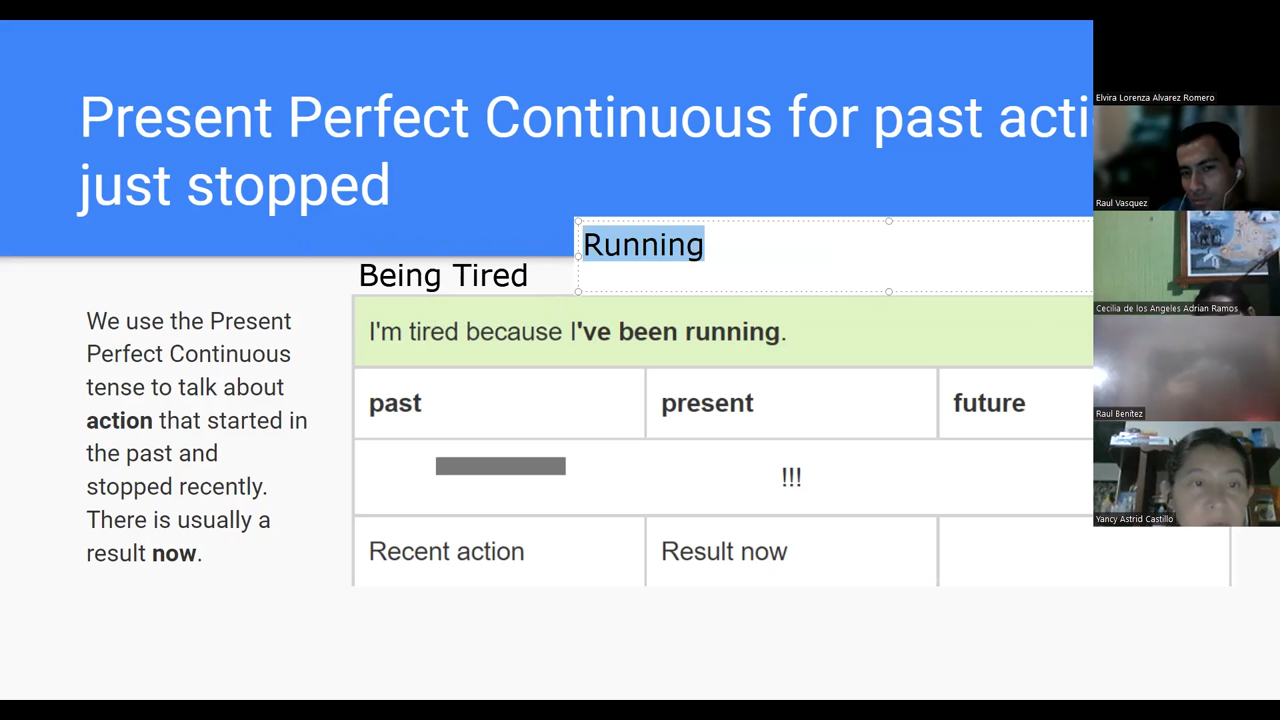 Present Perfect Continuous for past acti
just stopped
Running
Being Tired
We use the Present
Perfect Continuous
tense to talk about
action that started in
the past and
stopped recently.
There is usually a
result now.
I'm tired because I've been running.
past present future
!!!
Recent action Result now
Elvira Lorenza Alvarez Romero
Raul Vasquez
Cecilia de los Angeles Adrian Ramos
Raul Benítez
Yancy Astrid Castillo